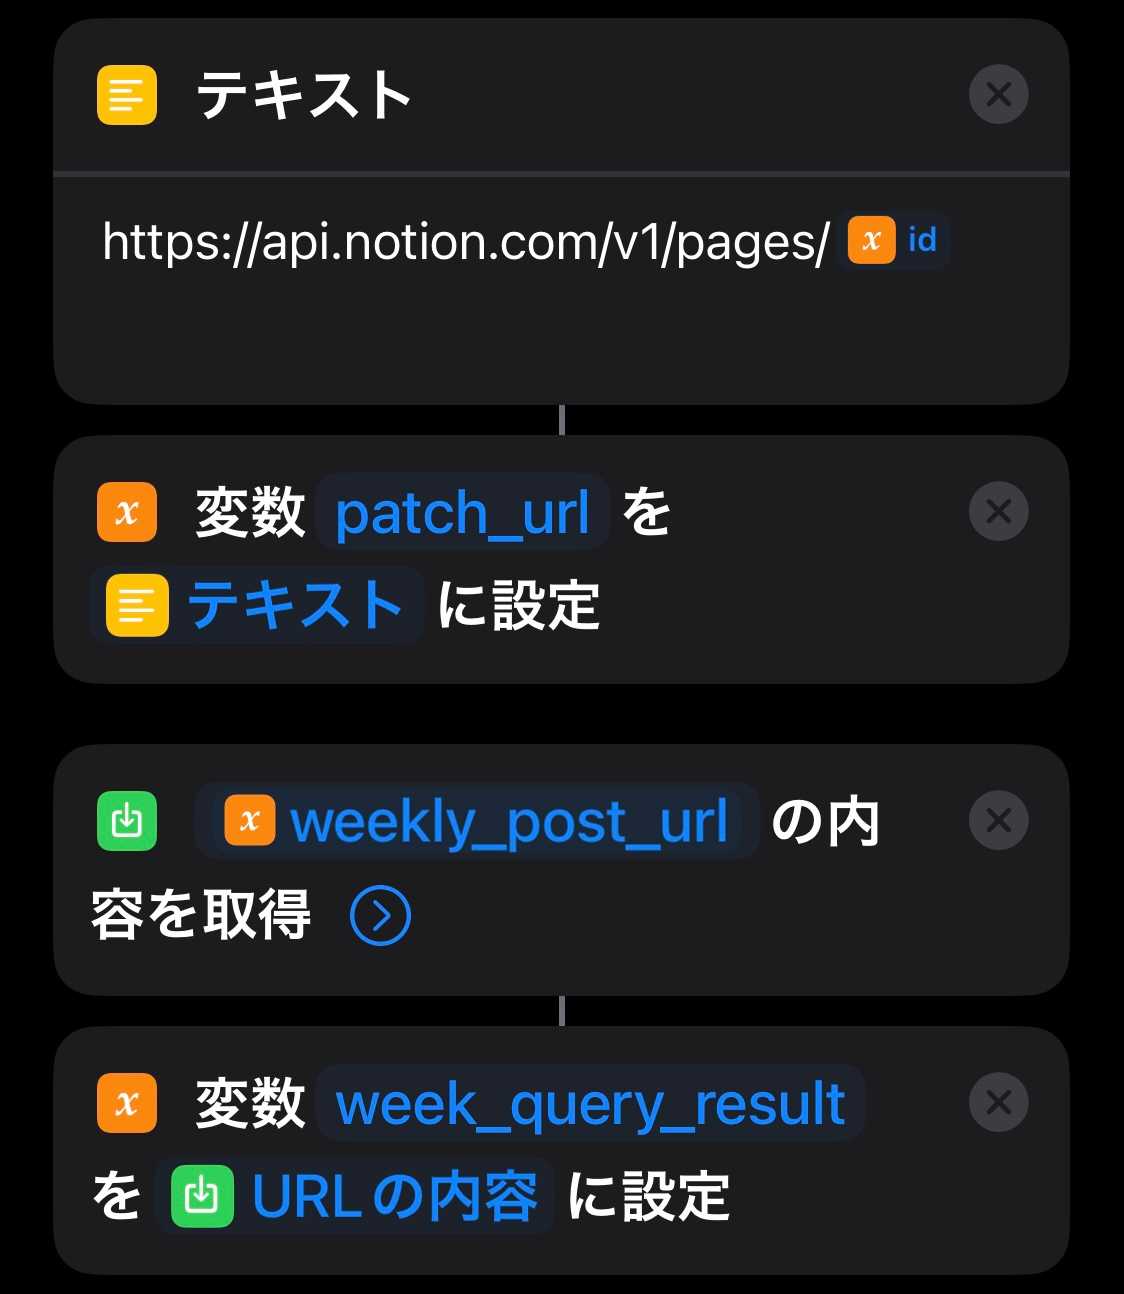 テキスト
https://api.notion.com/v1/pages/ x id
x 変数 patch_url を
テキスト に設定
x weekly_post_url の内
容を取得
x 変数 week_query_result
を URLの内容 に設定